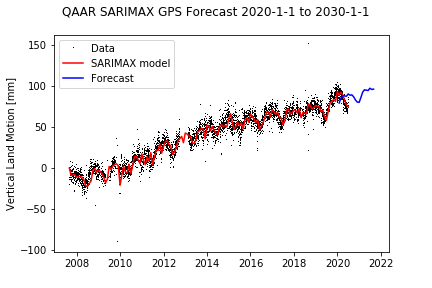 QAAR SARIMAX GPS Forecast 2020-1-1 to 2030-1-1
Data
SARIMAX model
Forecast
Vertical Land Motion [mm]
150
100
50
0
−50
−100
2008 2010 2012 2014 2016 2018 2020 2022